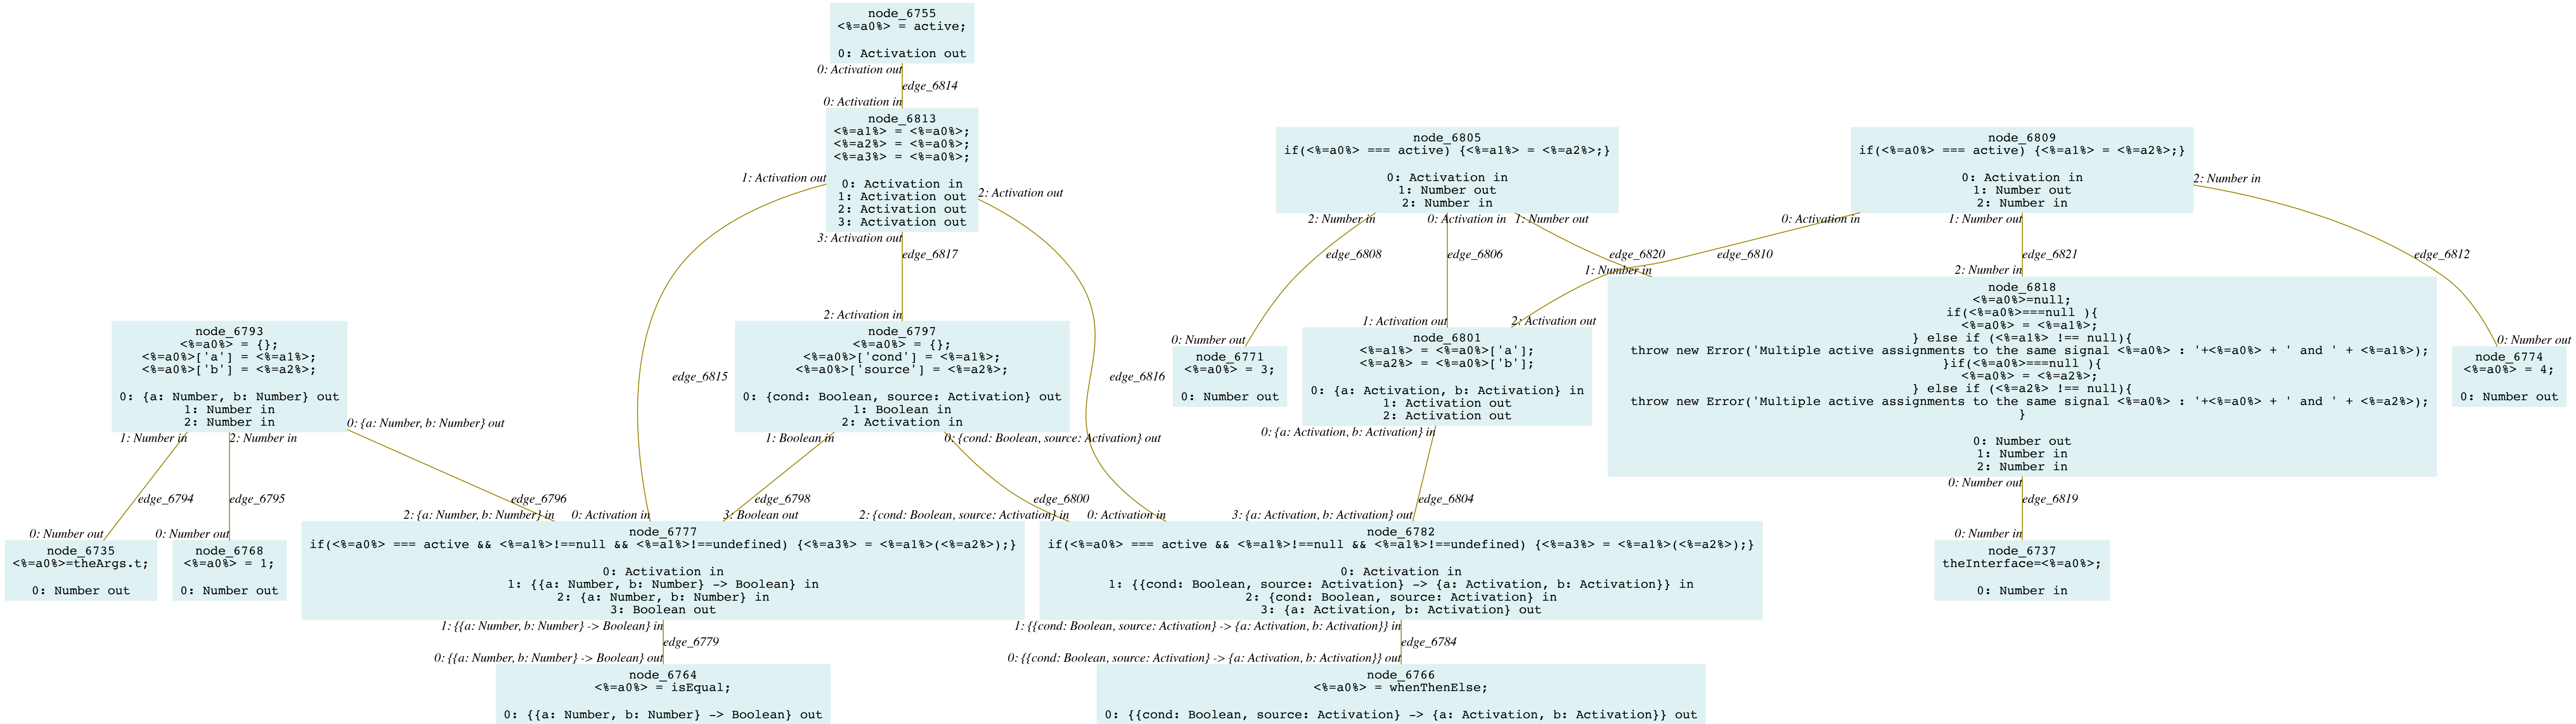 node_6755
<%=a0%> = active;
0: Activation out
0: Activation out
edge_6814
0: Activation in
node_6813
<%=a1%> = <%=a0%>;
<%=a2%> = <%=a0%>;
<%=a3%> = <%=a0%>;
0: Activation in
1: Activation out
2: Activation out
3: Activation out
1: Activation out
2: Activation out
3: Activation out
edge_6817
2: Activation in
edge_6815
edge_6816
node_6805
if(<%=a0%> === active) {<%=a1%> = <%=a2%>;}
0: Activation in
1: Number out
2: Number in
2: Number in
0: Activation in
1: Number out
edge_6808
edge_6806
edge_6820
node_6809
if(<%=a0%> === active) {<%=a1%> = <%=a2%>;}
0: Activation in
1: Number out
2: Number in
2: Number in
0: Activation in
1: Number out
edge_6810
edge_6821
edge_6812
1: Number in
2: Number in
node_6793
<%=a0%> = {};
<%=a0%>['a'] = <%=a1%>;
<%=a0%>['b'] = <%=a2%>;
0: {a: Number, b: Number} out
1: Number in
2: Number in
1: Number in
2: Number in
0: {a: Number, b: Number} out
edge_6794
edge_6795
edge_6796
node_6797
<%=a0%> = {};
<%=a0%>['cond'] = <%=a1%>;
<%=a0%>['source'] = <%=a2%>;
0: {cond: Boolean, source: Activation} out
1: Boolean in
2: Activation in
1: Boolean in
0: {cond: Boolean, source: Activation} out
edge_6798
edge_6800
0: Number out
node_6771
<%=a0%> = 3;
0: Number out
1: Activation out
2: Activation out
node_6801
<%=a1%> = <%=a0%>['a'];
<%=a2%> = <%=a0%>['b'];
0: {a: Activation, b: Activation} in
1: Activation out
2: Activation out
0: {a: Activation, b: Activation} in
edge_6804
node_6818
<%=a0%>=null;
if(<%=a0%>===null ){
<%=a0%> = <%=a1%>;
} else if (<%=a1%> !== null){
throw new Error('Multiple active assignments to the same signal <%=a0%> : '+<%=a0%> + ' and ' + <%=a1%>);
}if(<%=a0%>===null ){
<%=a0%> = <%=a2%>;
} else if (<%=a2%> !== null){
throw new Error('Multiple active assignments to the same signal <%=a0%> : '+<%=a0%> + ' and ' + <%=a2%>);
}
0: Number out
1: Number in
2: Number in
0: Number out
edge_6819
0: Number in
0: Number out
node_6774
<%=a0%> = 4;
0: Number out
0: Number out
node_6735
<%=a0%>=theArgs.t;
0: Number out
0: Number out
node_6768
<%=a0%> = 1;
0: Number out
2: {a: Number, b: Number} in
0: Activation in
3: Boolean out
node_6777
if(<%=a0%> === active && <%=a1%>!==null && <%=a1%>!==undefined) {<%=a3%> = <%=a1%>(<%=a2%>);}
0: Activation in
1: {{a: Number, b: Number} -> Boolean} in
2: {a: Number, b: Number} in
3: Boolean out
1: {{a: Number, b: Number} -> Boolean} in
edge_6779
0: {{a: Number, b: Number} -> Boolean} out
2: {cond: Boolean, source: Activation} in
0: Activation in
3: {a: Activation, b: Activation} out
node_6782
if(<%=a0%> === active && <%=a1%>!==null && <%=a1%>!==undefined) {<%=a3%> = <%=a1%>(<%=a2%>);}
0: Activation in
1: {{cond: Boolean, source: Activation} -> {a: Activation, b: Activation}} in
2: {cond: Boolean, source: Activation} in
3: {a: Activation, b: Activation} out
1: {{cond: Boolean, source: Activation} -> {a: Activation, b: Activation}} in
edge_6784
0: {{cond: Boolean, source: Activation} -> {a: Activation, b: Activation}} out
node_6737
theInterface=<%=a0%>;
0: Number in
node_6764
<%=a0%> = isEqual;
0: {{a: Number, b: Number} -> Boolean} out
node_6766
<%=a0%> = whenThenElse;
0: {{cond: Boolean, source: Activation} -> {a: Activation, b: Activation}} out